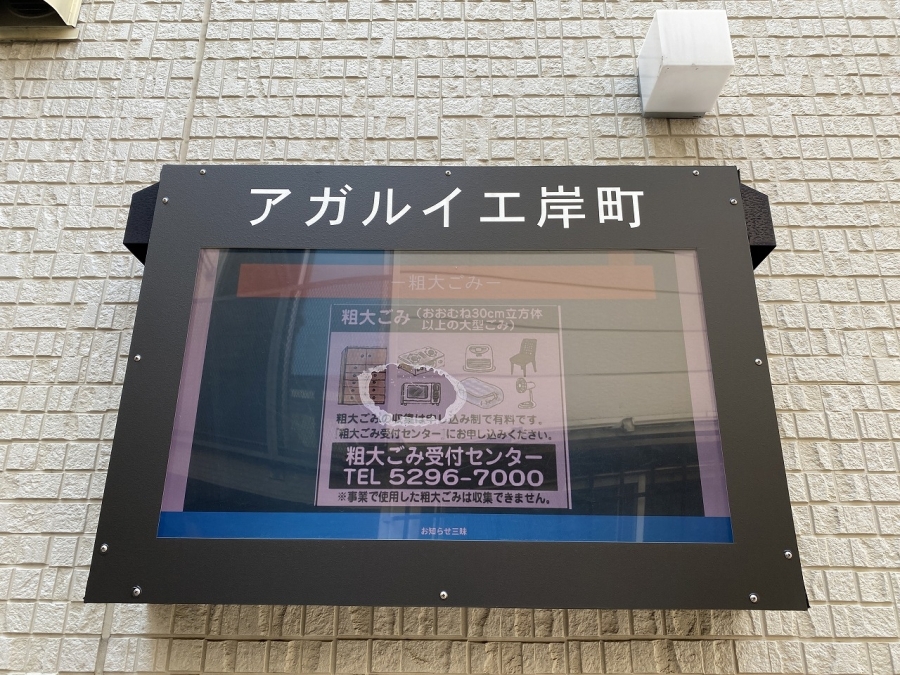 アガルイエ岸町
ー粗大ごみー
粗大ごみ(おおむね30cm立方体
以上の大型ごみ)
粗大ごみの収集は申し込み制で有料です。
「粗大ごみ受付センター」にお申し込みください。
粗大ごみ受付センター
TEL 5296-7000
※事業で使用した粗大ごみは収集できません。
お知らせ三昧